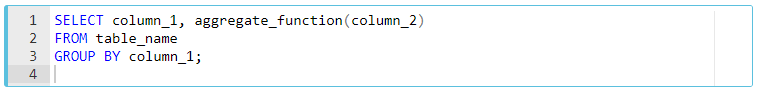 1 SELECT column_1, aggregate_function(column_2)
2 FROM table_name
3 GROUP BY column_1;
4